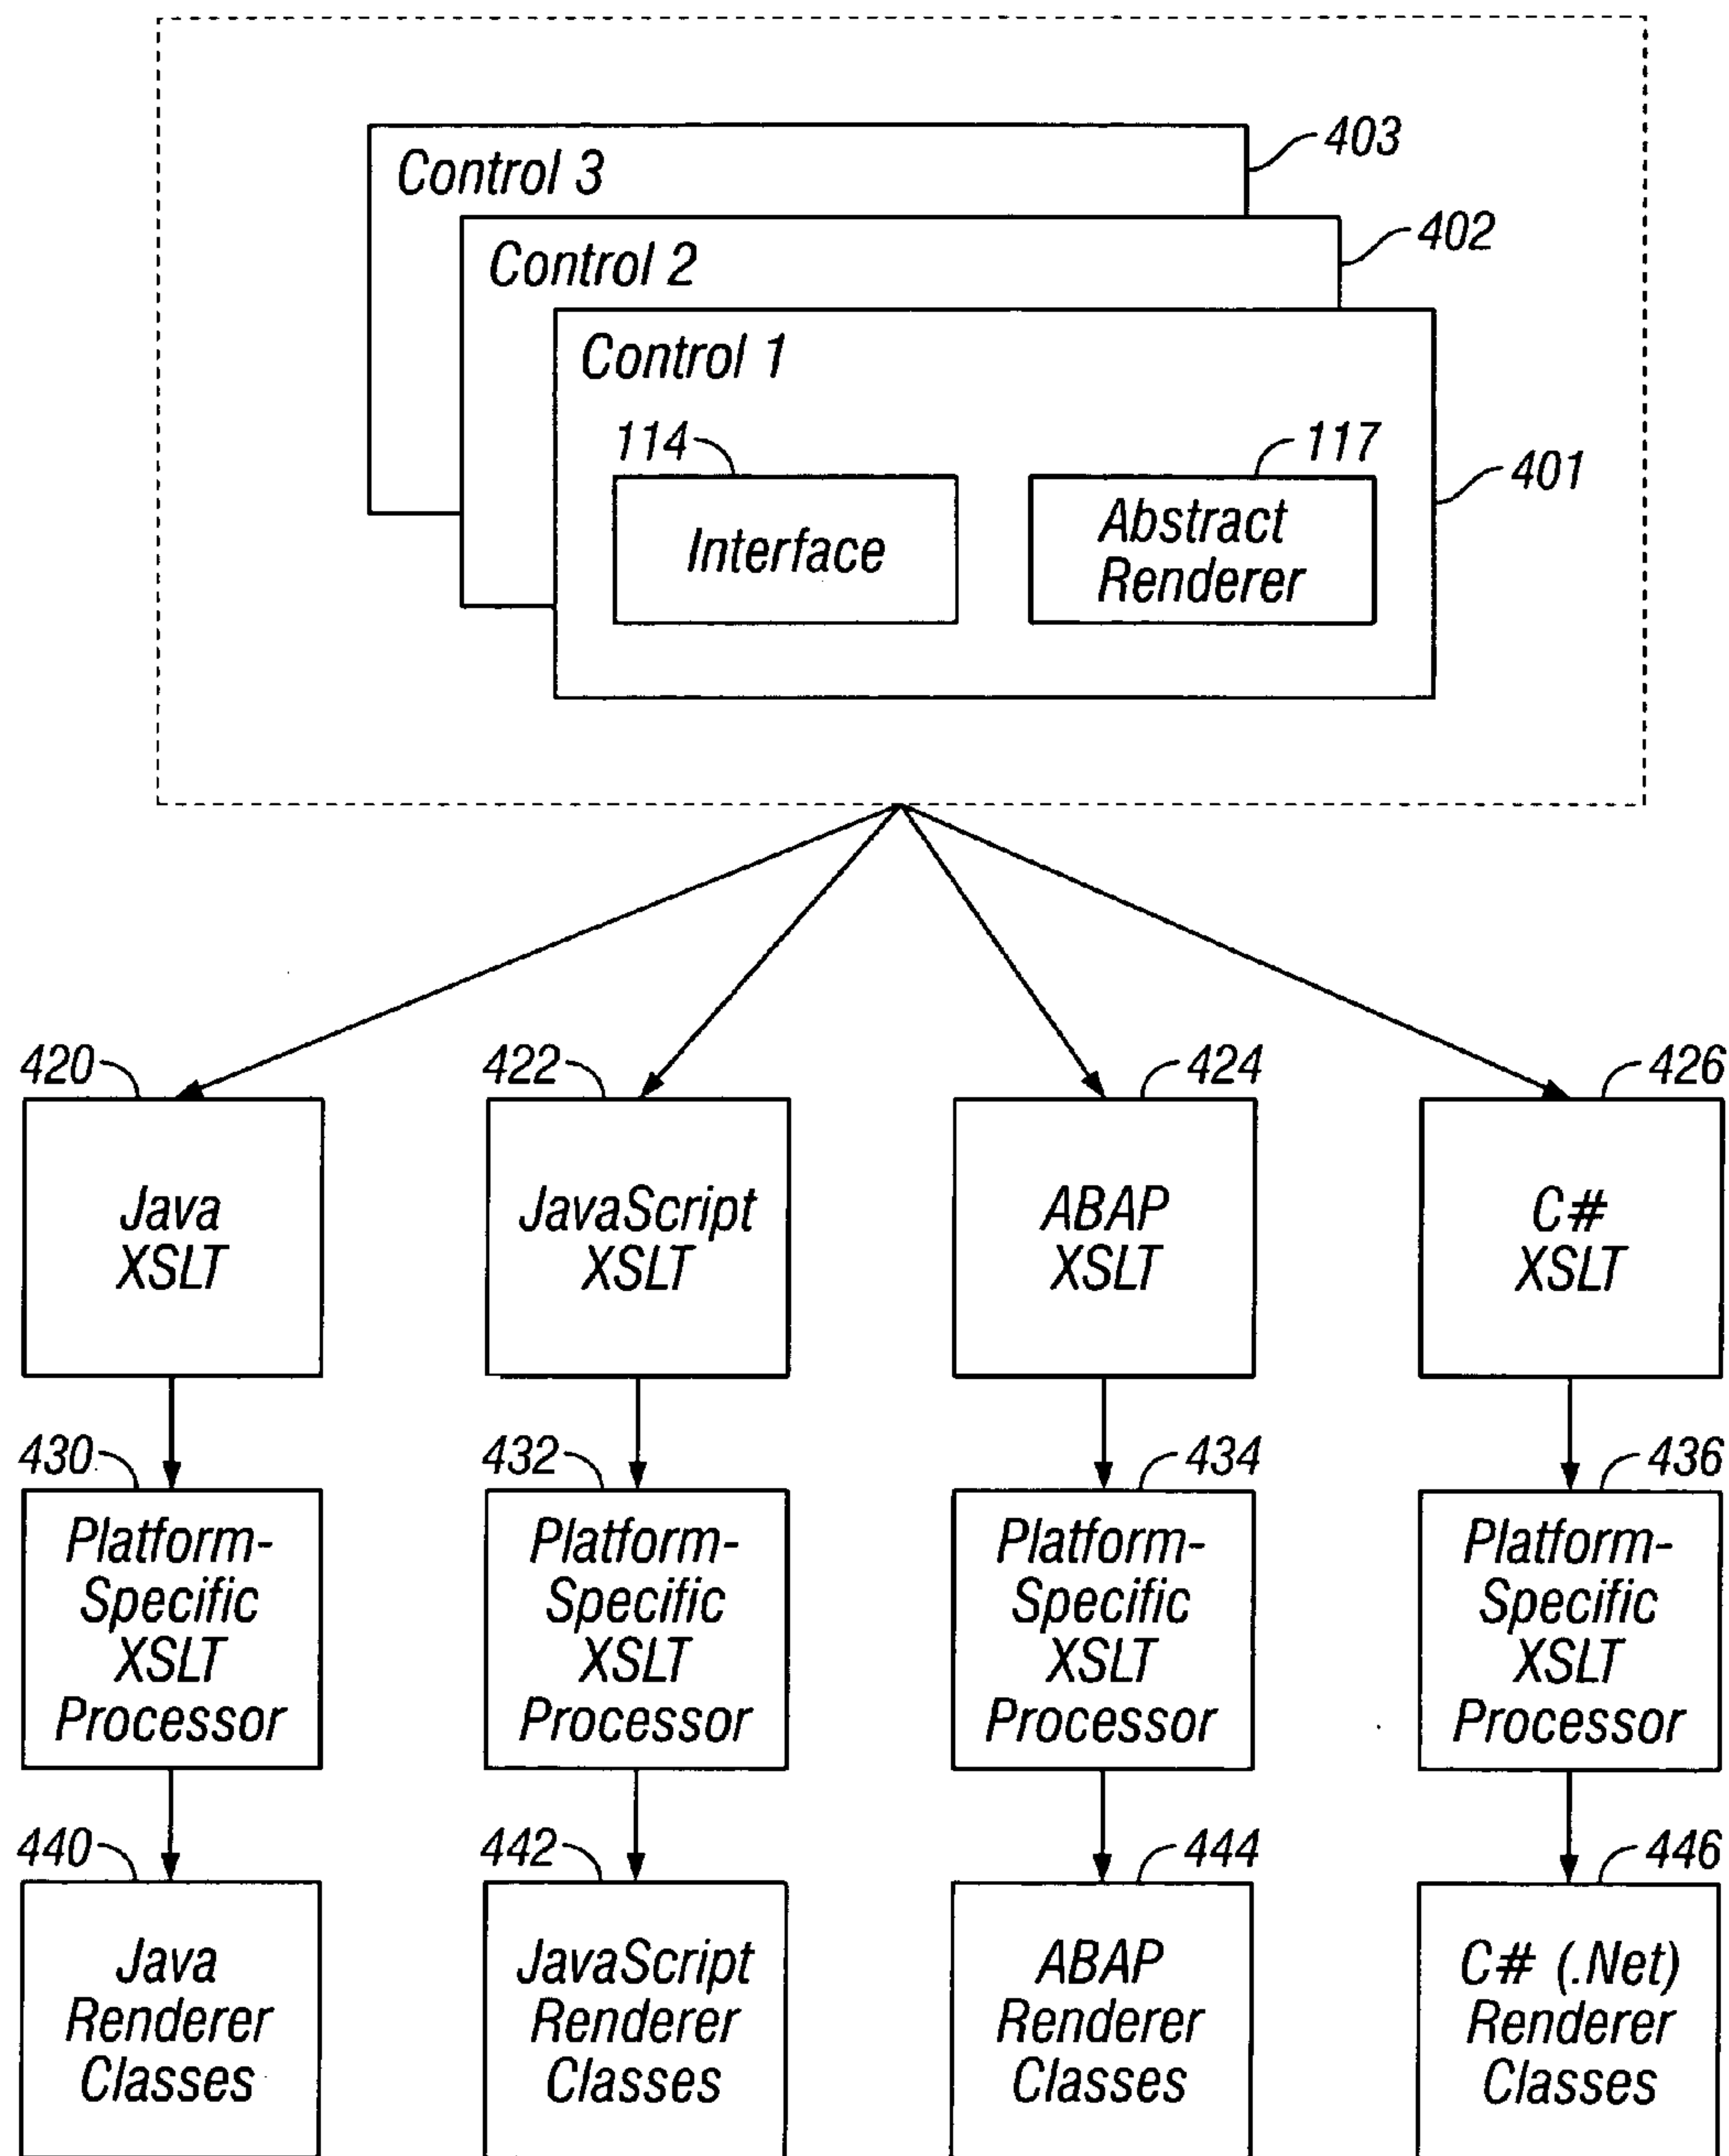 403
Control 3
402
Control 2
Control 1
114
117
401
Interface
Abstract
Renderer
420
422
424
426
Java
XSLT
JavaScript
XSLT
ABAP
XSLT
C#
XSLT
430
432
434
436
Platform-
Specific
XSLT
Processor
Platform-
Specific
XSLT
Processor
Platform-
Specific
XSLT
Processor
Platform-
Specific
XSLT
Processor
440
442
444
446
Java
Renderer
Classes
JavaScript
Renderer
Classes
ABAP
Renderer
Classes
C# (.Net)
Renderer
Classes